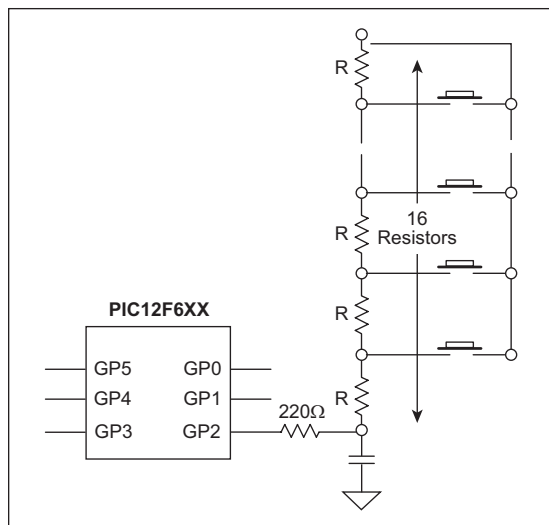 R
16
Resistors
R
R
PIC12F6XX
GP5 GP0
GP4 GP1
GP3 GP2
220Ω
R